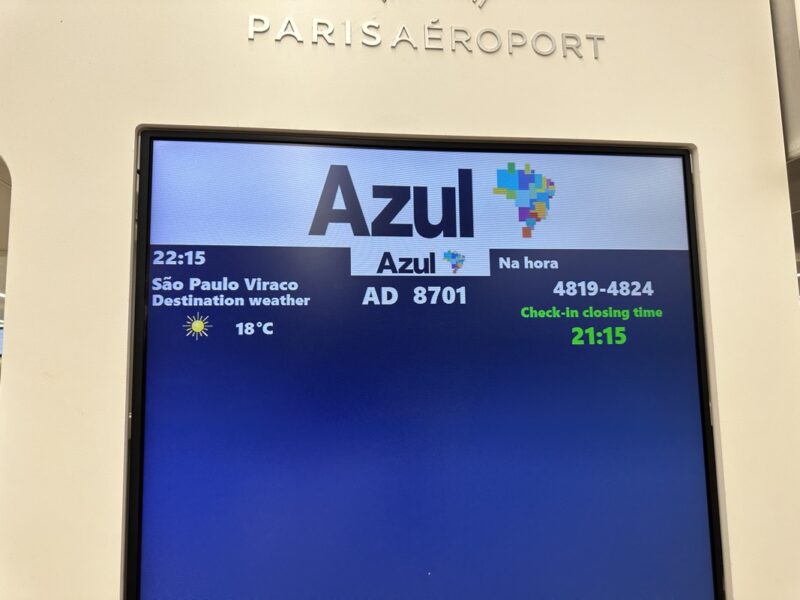 PARISAÉROPORT
Azul
22:15
Azul
Na hora
São Paulo Viraco
AD 8701
4819-4824
Destination weather
Check-in closing time
18°C
21:15